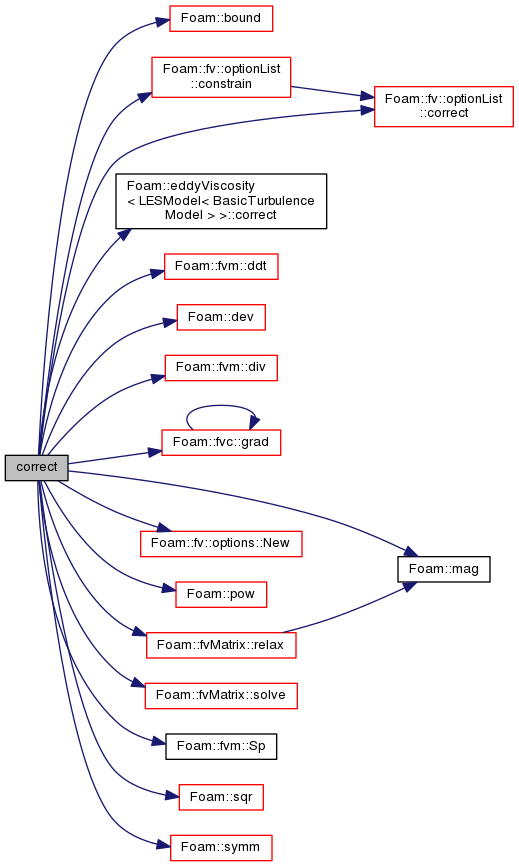 Foam::bound
Foam::fv::optionList
::constrain
Foam::fv::optionList
::correct
Foam::eddyViscosity
< LESModel< BasicTurbulence
Model > >::correct
Foam::fvm::ddt
Foam::dev
Foam::fvm::div
Foam::fvc::grad
correct
Foam::fv::options::New
Foam::mag
Foam::pow
Foam::fvMatrix::relax
Foam::fvMatrix::solve
Foam::fvm::Sp
Foam::sqr
Foam::symm